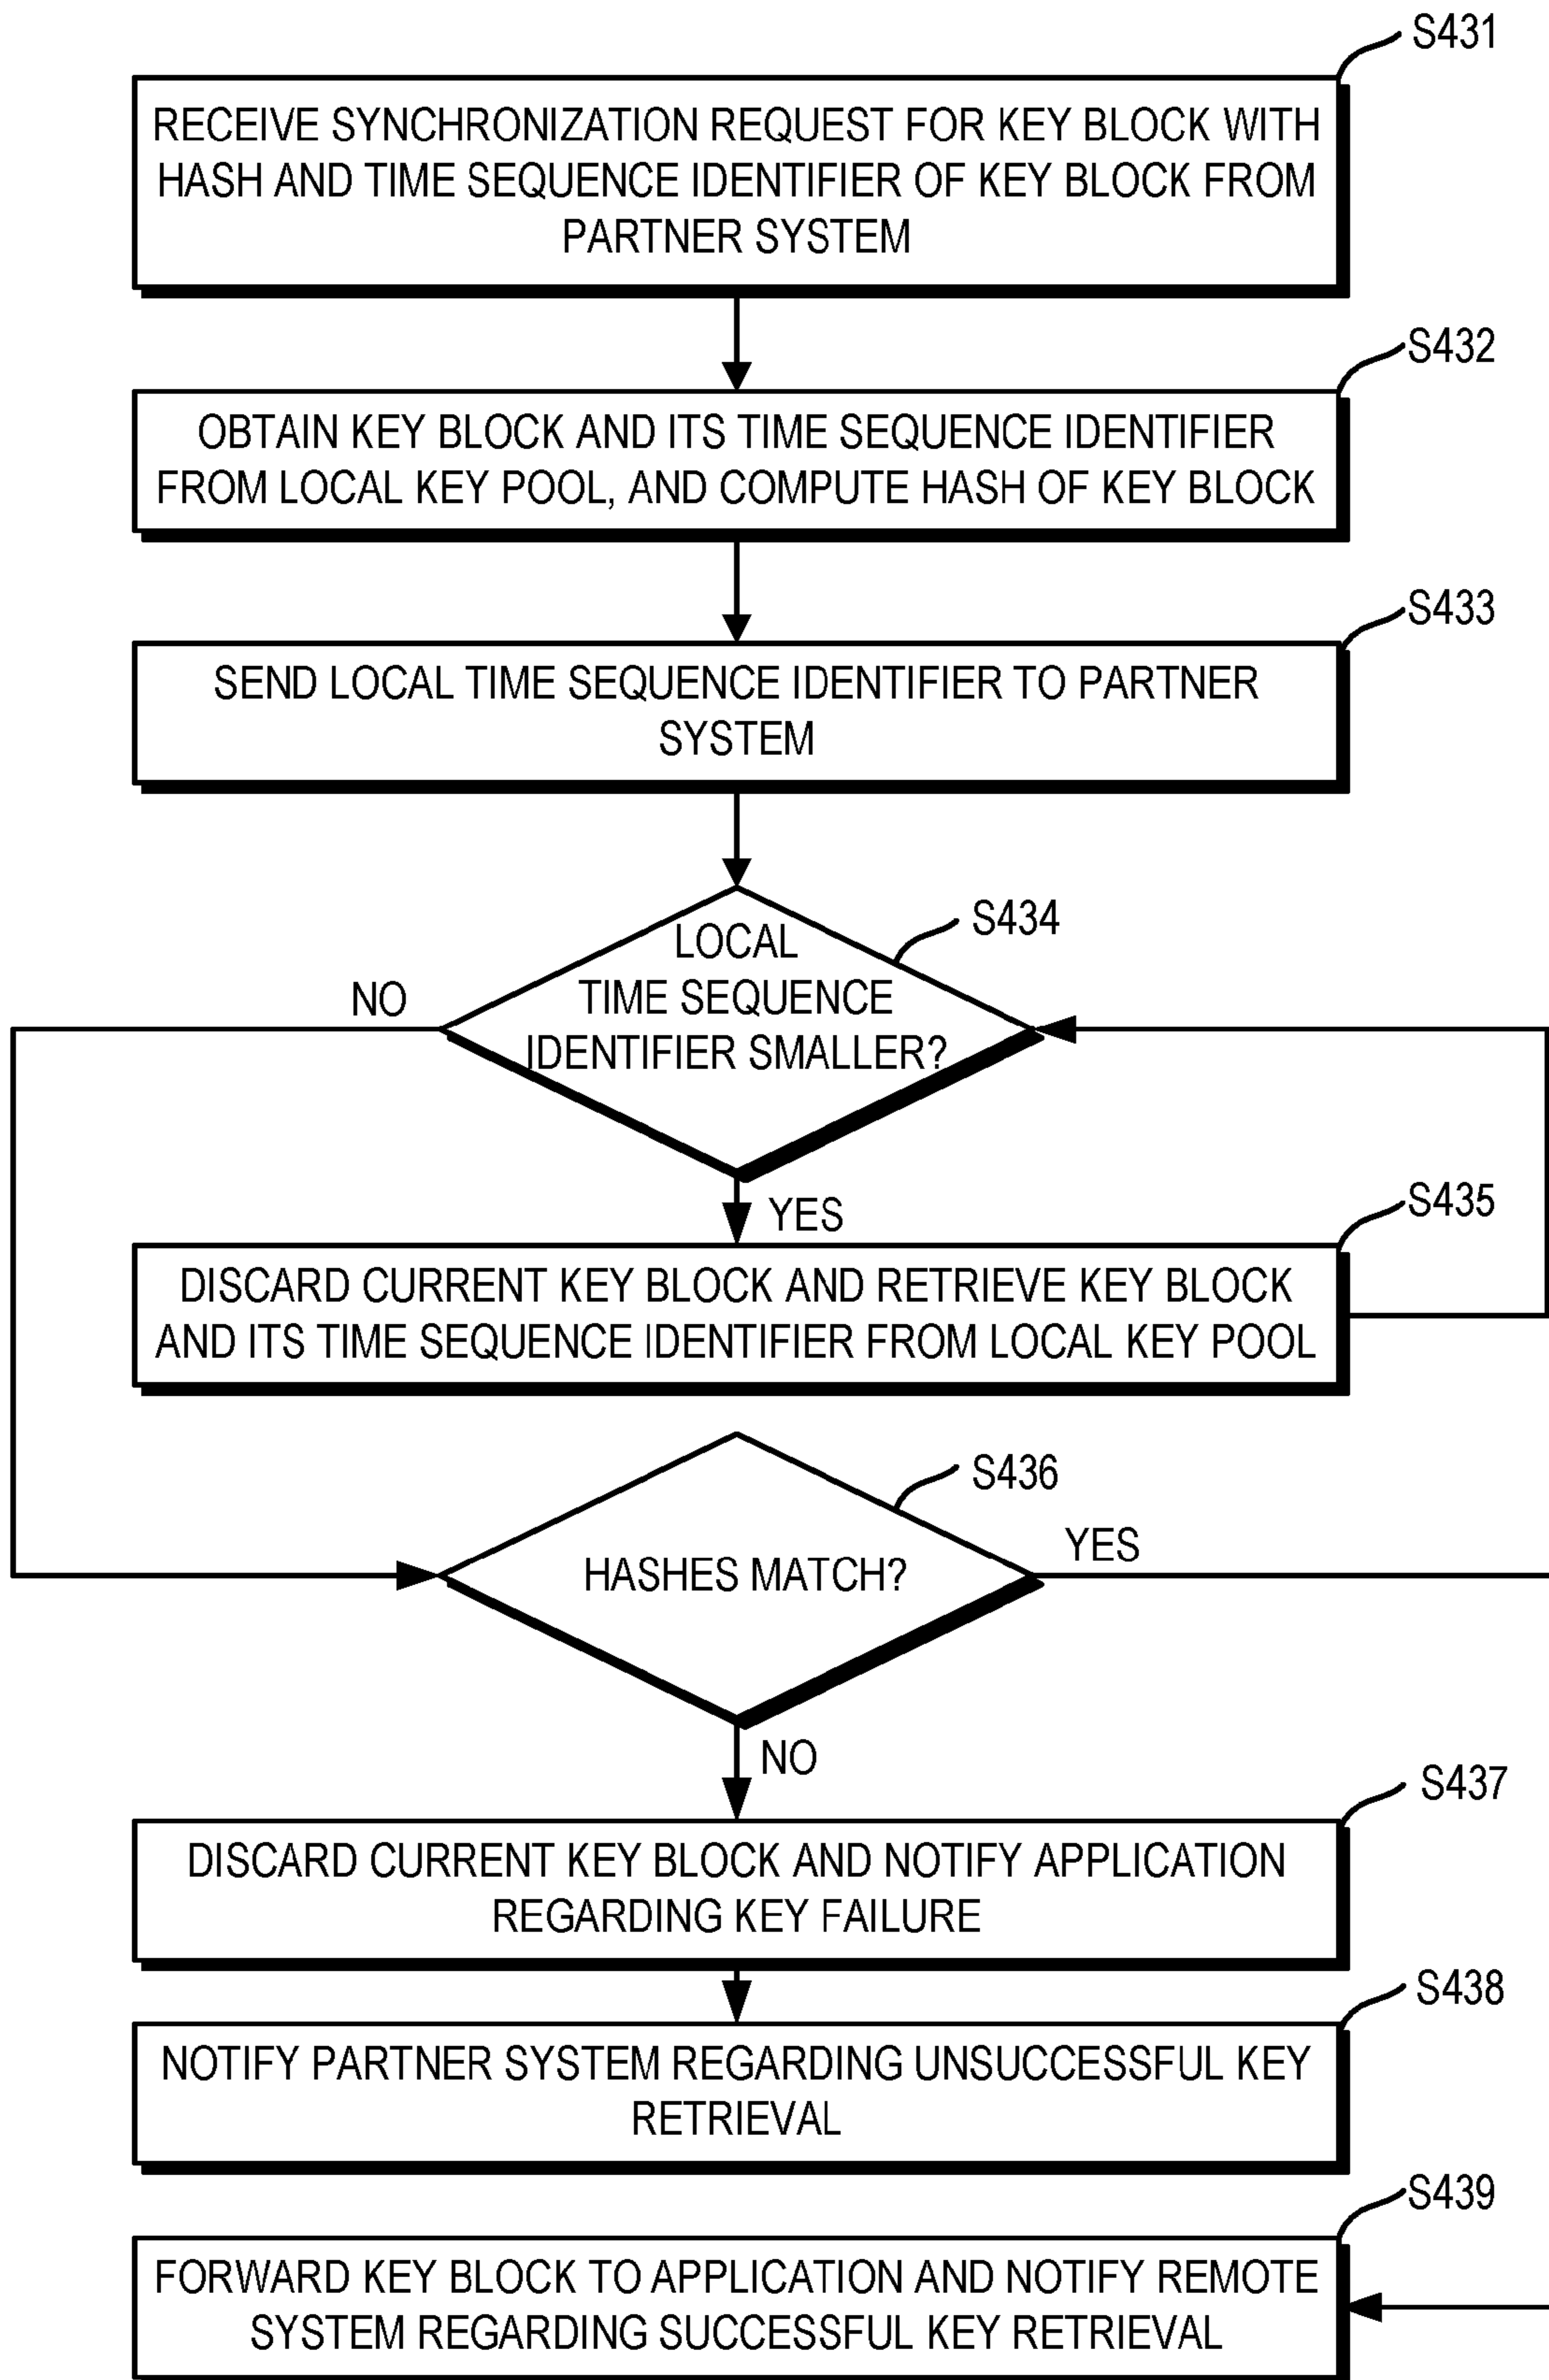 S431
RECEIVE SYNCHRONIZATION REQUEST FOR KEY BLOCK WITH
HASH AND TIME SEQUENCE IDENTIFIER OF KEY BLOCK FROM
PARTNER SYSTEM
S432
OBTAIN KEY BLOCK AND ITS TIME SEQUENCE IDENTIFIER
FROM LOCAL KEY POOL, AND COMPUTE HASH OF KEY BLOCK
S433
SEND LOCAL TIME SEQUENCE IDENTIFIER TO PARTNER
SYSTEM
S434
LOCAL
TIME SEQUENCE
IDENTIFIER SMALLER?
NO
YES
S435
DISCARD CURRENT KEY BLOCK AND RETRIEVE KEY BLOCK
AND ITS TIME SEQUENCE IDENTIFIER FROM LOCAL KEY POOL
S436
HASHES MATCH?
YES
NO
S437
DISCARD CURRENT KEY BLOCK AND NOTIFY APPLICATION
REGARDING KEY FAILURE
S438
NOTIFY PARTNER SYSTEM REGARDING UNSUCCESSFUL KEY
RETRIEVAL
S439
FORWARD KEY BLOCK TO APPLICATION AND NOTIFY REMOTE
SYSTEM REGARDING SUCCESSFUL KEY RETRIEVAL